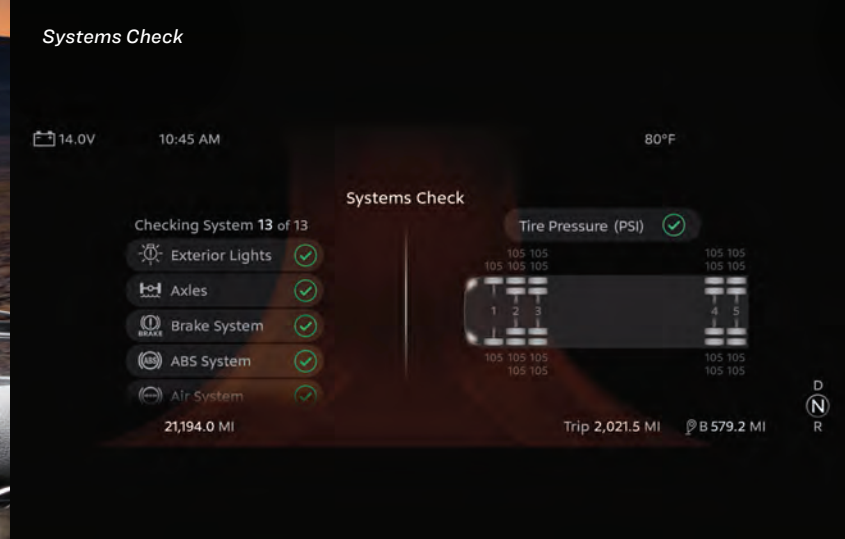 Systems Check
14.0V
10:45 AM
80°F
Systems Check
Checking System 13 of 13
Exterior Lights
Axles
BRAKE
Brake System
ABS
ABS System
Air System
Tire Pressure (PSI)
105 105
105 105
105 105 105
105 105
1 2 3 4 5
105 105 105
105 105
105 105
105 105
D
N
R
21,194.0 MI
Trip 2,021.5 MI
B 579.2 MI